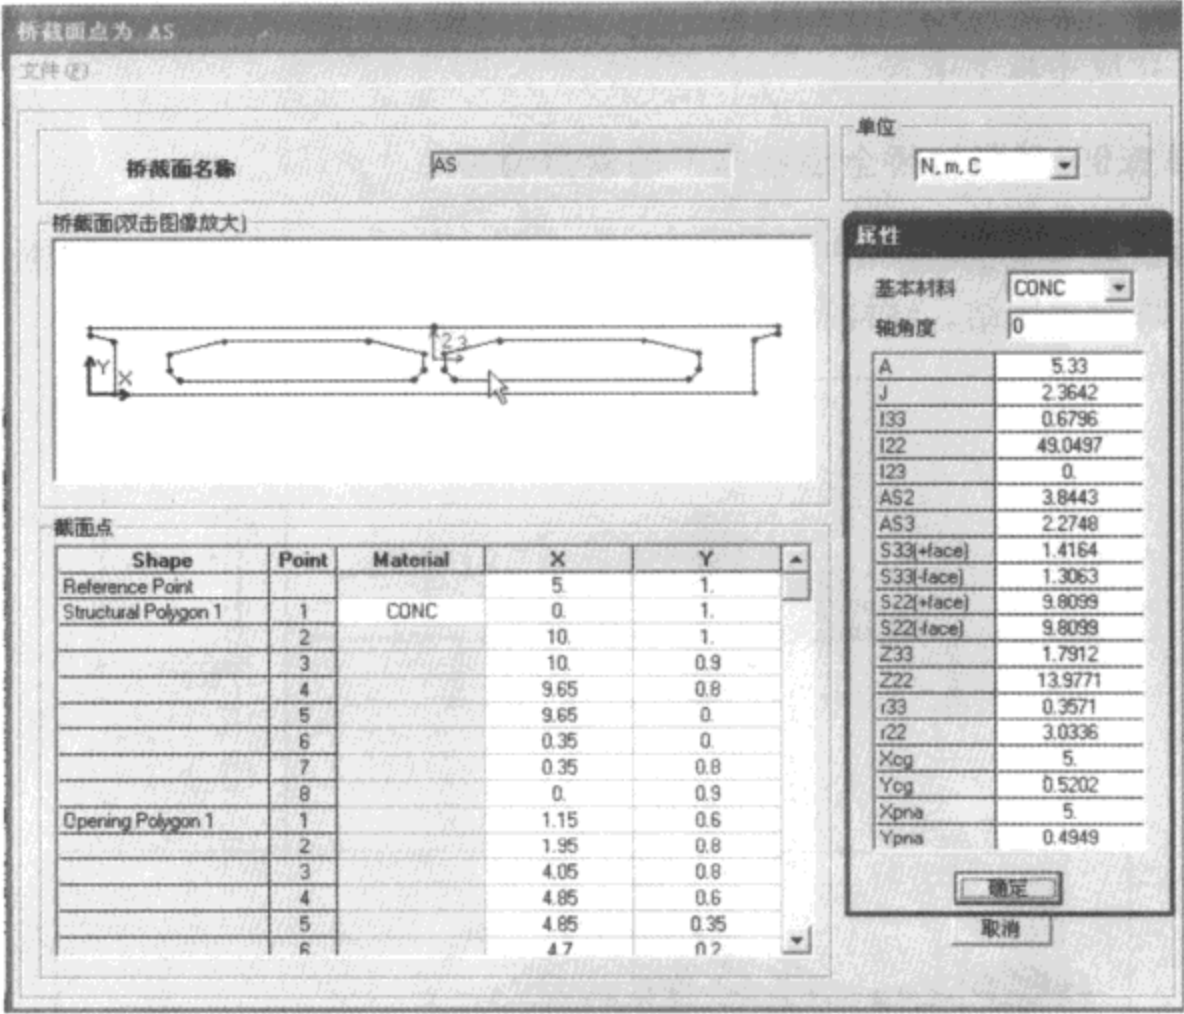 桥截面点为 AS
文件(F)
桥截面名称 AS
单位
N, m, C
桥截面(双击图像放大)
Y
X
2
3
属性
基本材料 CONC
轴角度 0
A 5.33
J 2.3642
I33 0.6796
I22 49.0497
I23 0.
AS2 3.8443
AS3 2.2748
S33(+face) 1.4164
S33(-face) 1.3063
S22(+face) 9.8099
S22(-face) 9.8099
Z33 1.7912
Z22 13.9771
r33 0.3571
r22 3.0336
Xcg 5.
Ycg 0.5202
Xpna 5.
Ypna 0.4949
确定
取消
截面点
Shape Point Material X Y
Reference Point 5. 1.
Structural Polygon 1 1 CONC 0. 1.
2 10. 1.
3 10. 0.9
4 9.65 0.8
5 9.65 0.
6 0.35 0.
7 0.35 0.8
8 0. 0.9
Opening Polygon 1 1 1.15 0.6
2 1.95 0.8
3 4.05 0.8
4 4.85 0.6
5 4.85 0.35
6 4.7 0.2